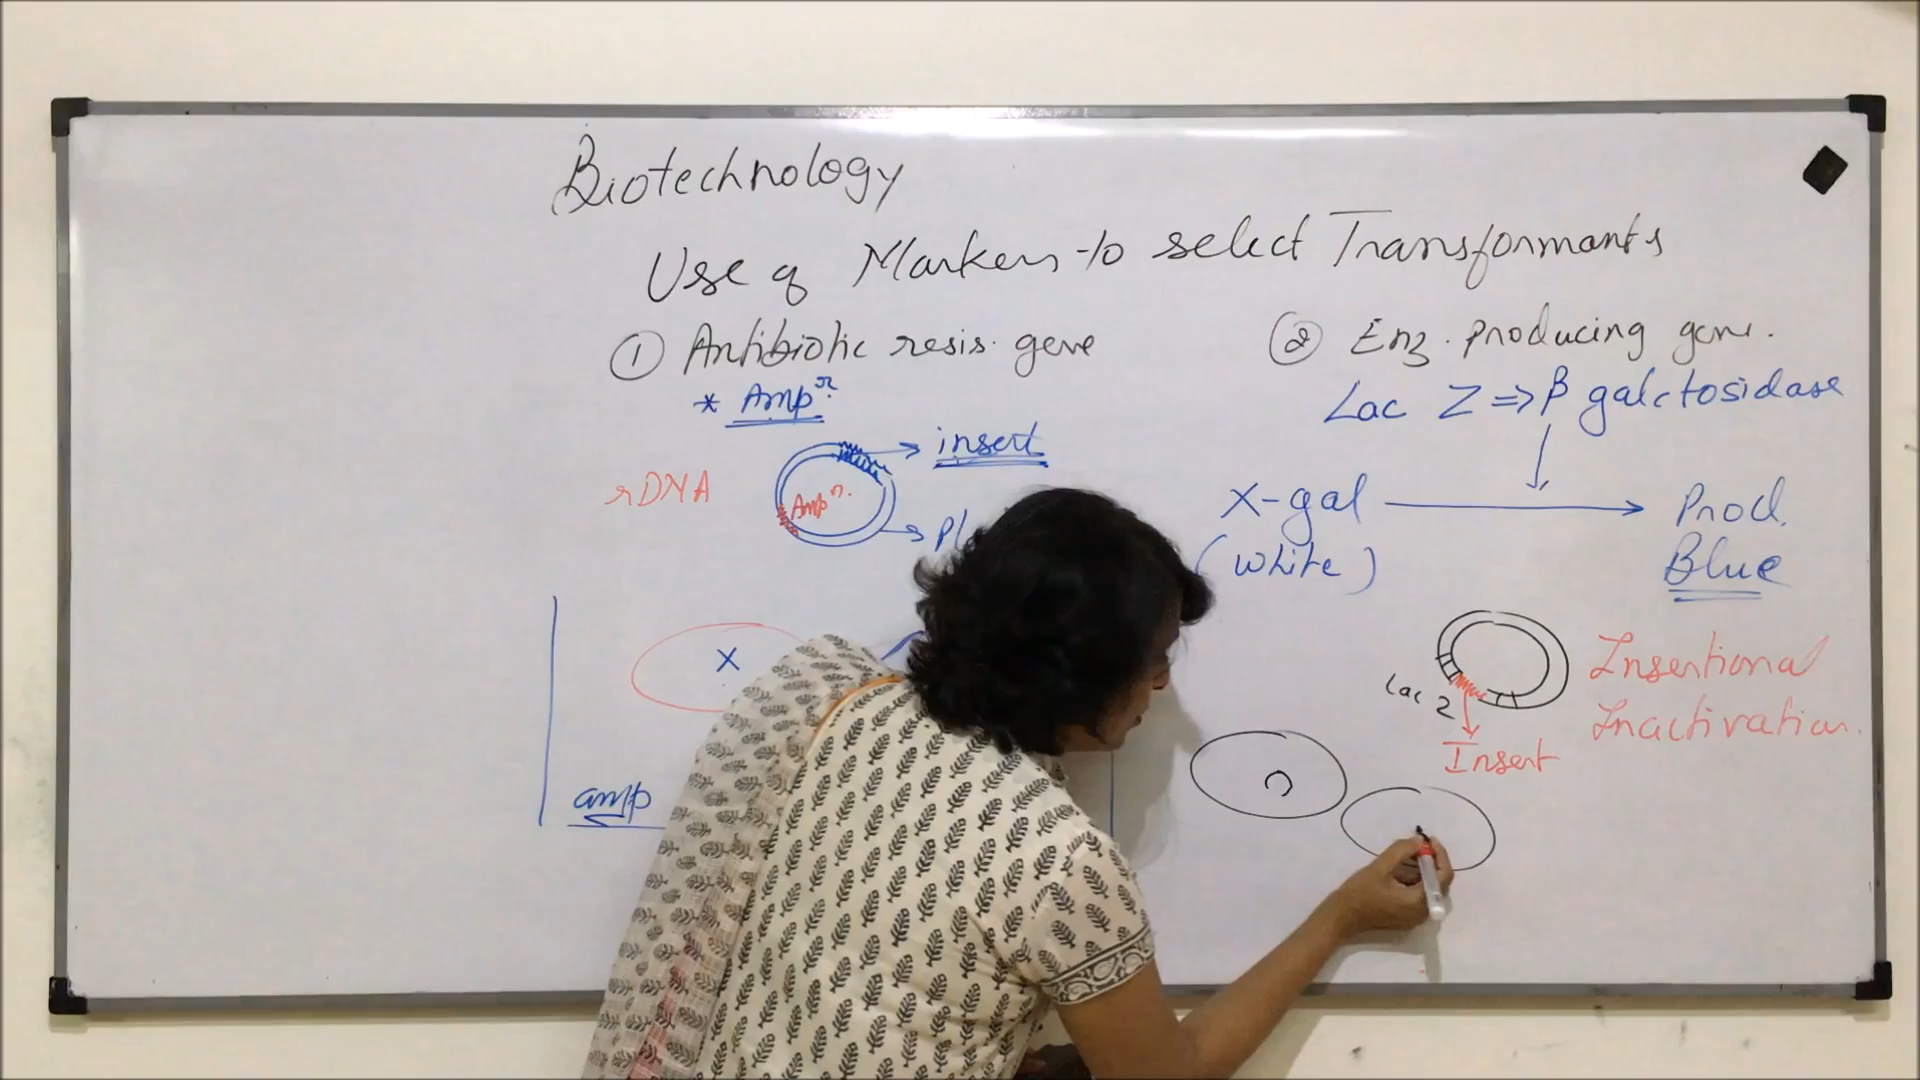 Biotechnology
Use of Markers to select Transformants
① Antibiotic resis. gene
* Ampʳ
insert
rDNA
Ampʳ.
Pl
X
amp
② Enz. producing gene.
Lac Z => β galctosidase
X-gal → Prod.
(white) Blue
Lac Z
Insert
Insertional
Inactivation.